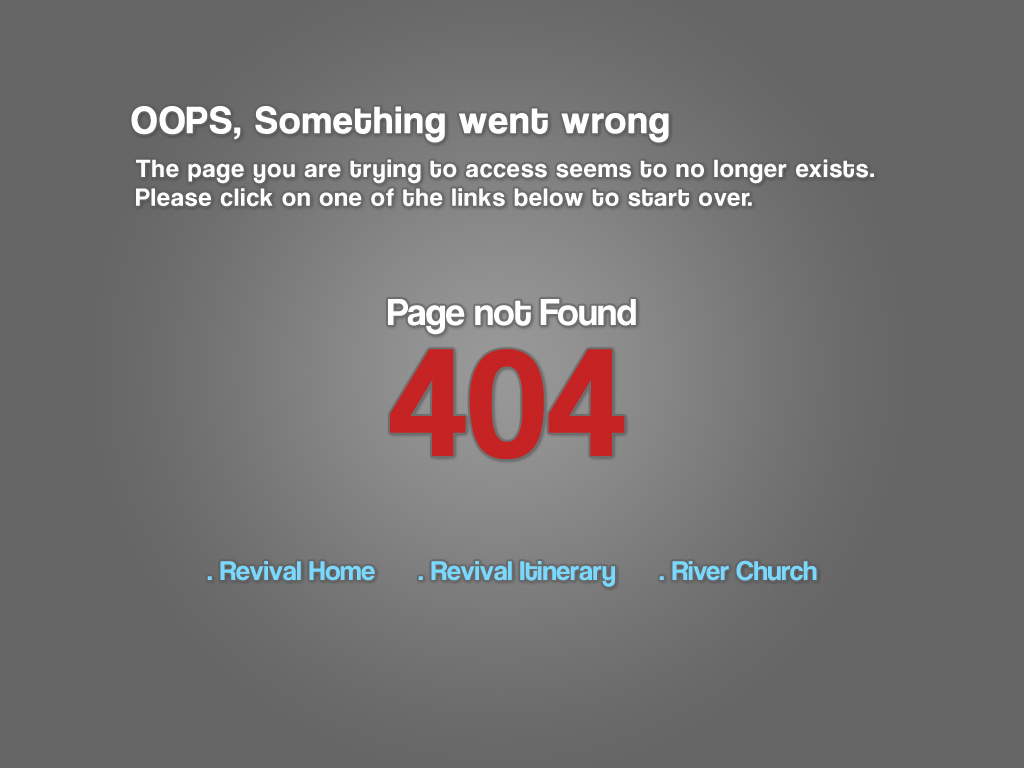 OOPS, Something went wrong
The page you are trying to access seems to no longer exists.
Please click on one of the links below to start over.
Page not Found
404
. Revival Home . Revival Itinerary . River Church